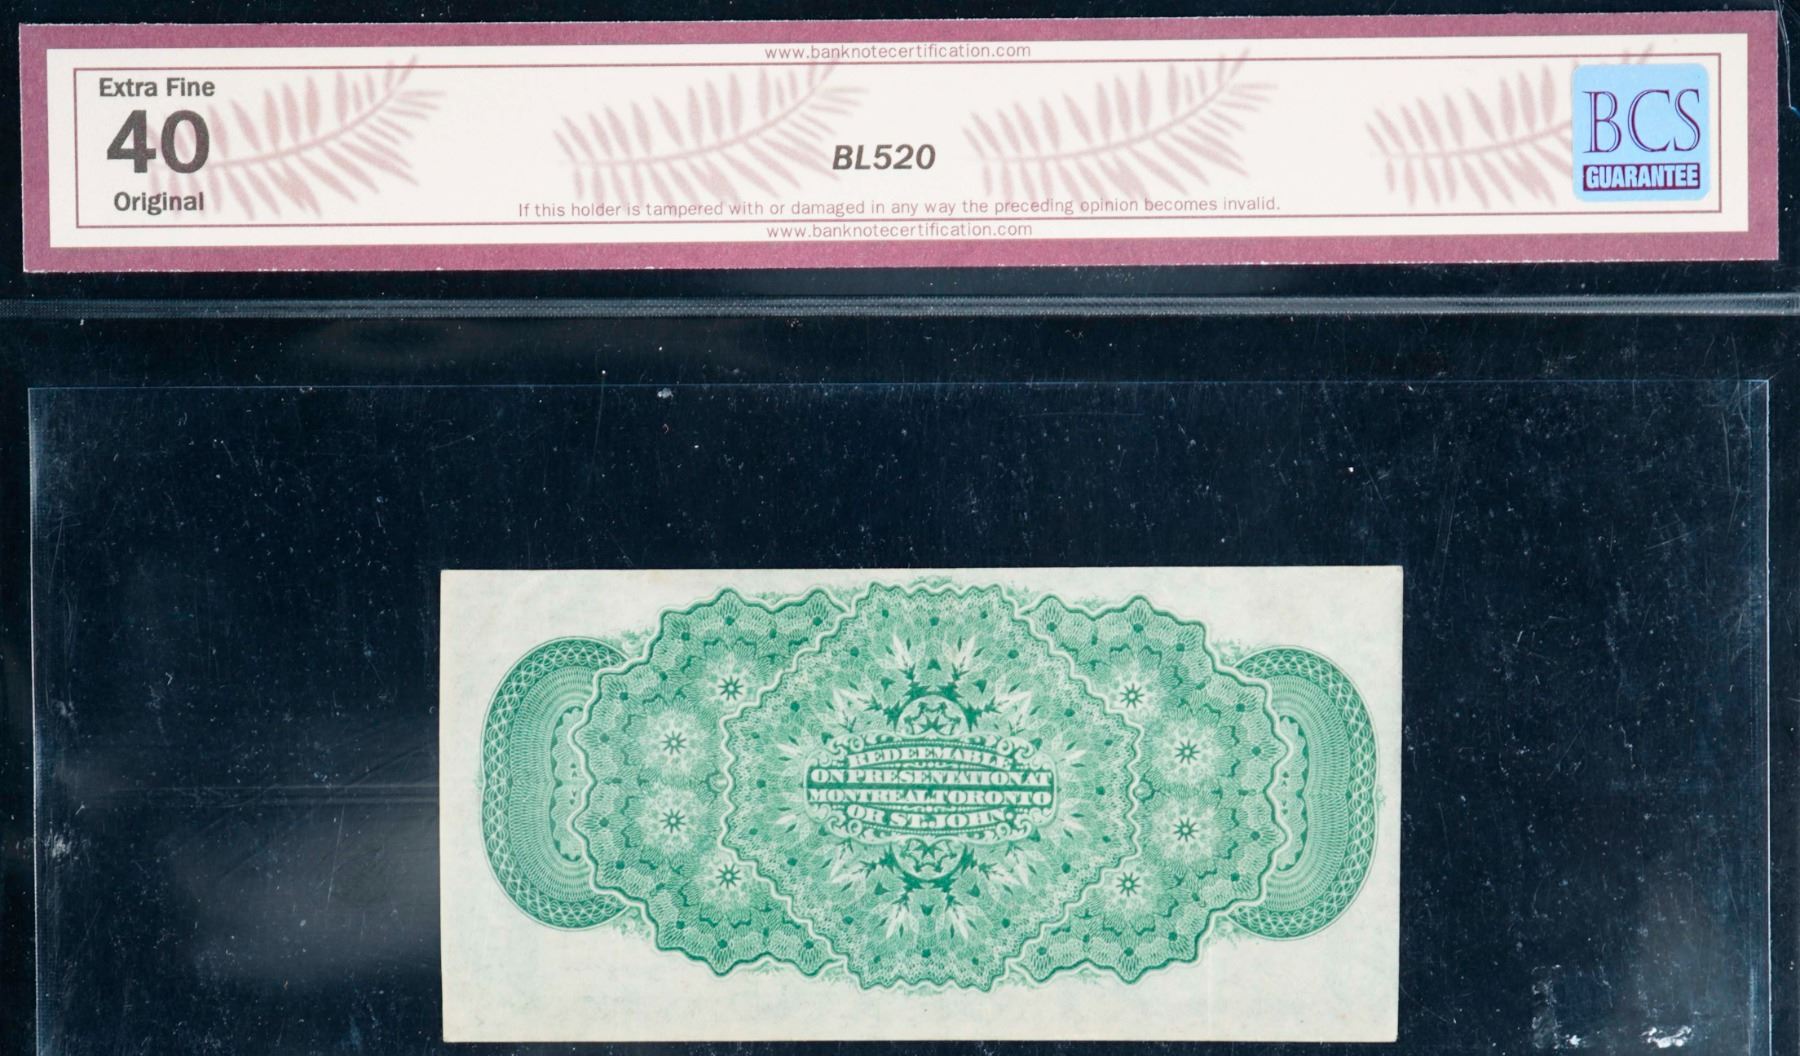 www.banknotecertification.com
Extra Fine
40
Original
BL520
BCS
GUARANTEE
If this holder is tampered with or damaged in any way the preceding opinion becomes invalid.
www.banknotecertification.com
REDEEMABLE
ON PRESENTATION AT
MONTREAL TORONTO
OR ST. JOHN